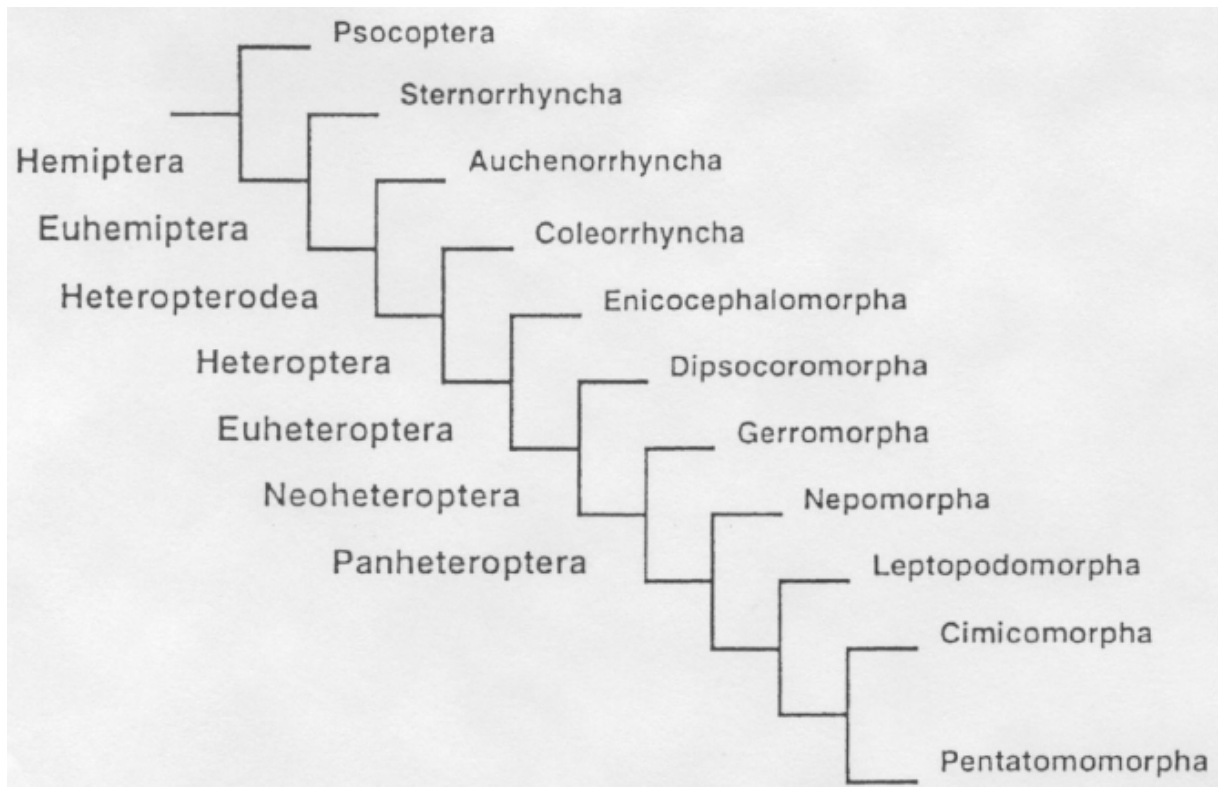 Psocoptera
Sternorrhyncha
Hemiptera
Auchenorrhyncha
Euhemiptera
Coleorrhyncha
Heteropterodea
Enicocephalomorpha
Heteroptera
Dipsocoromorpha
Euheteroptera
Gerromorpha
Neoheteroptera
Nepomorpha
Panheteroptera
Leptopodomorpha
Cimicomorpha
Pentatomomorpha